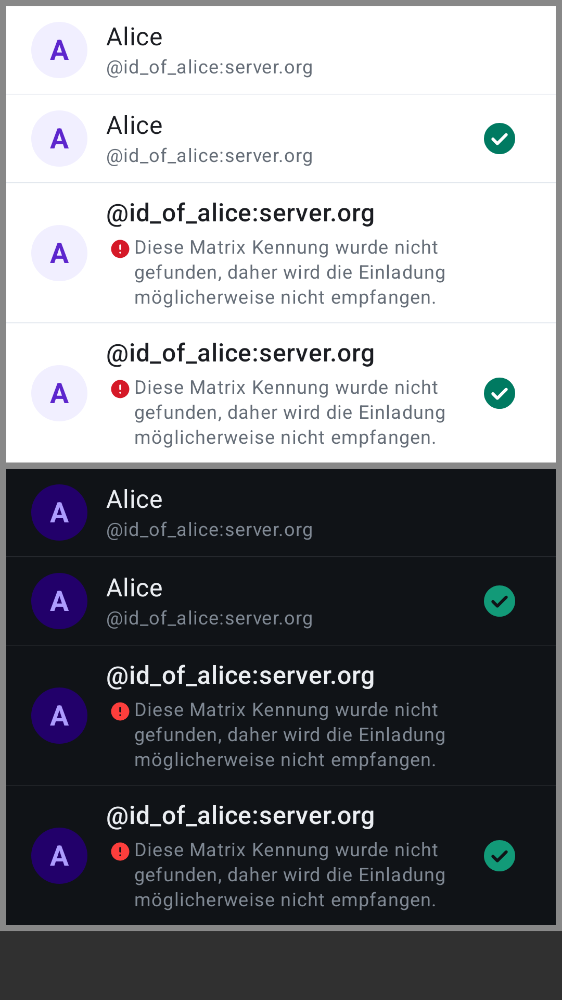 A
Alice
@id_of_alice:server.org
A
Alice
@id_of_alice:server.org
A
@id_of_alice:server.org
Diese Matrix Kennung wurde nicht
gefunden, daher wird die Einladung
möglicherweise nicht empfangen.
A
@id_of_alice:server.org
Diese Matrix Kennung wurde nicht
gefunden, daher wird die Einladung
möglicherweise nicht empfangen.
A
Alice
@id_of_alice:server.org
A
Alice
@id_of_alice:server.org
A
@id_of_alice:server.org
Diese Matrix Kennung wurde nicht
gefunden, daher wird die Einladung
möglicherweise nicht empfangen.
A
@id_of_alice:server.org
Diese Matrix Kennung wurde nicht
gefunden, daher wird die Einladung
möglicherweise nicht empfangen.